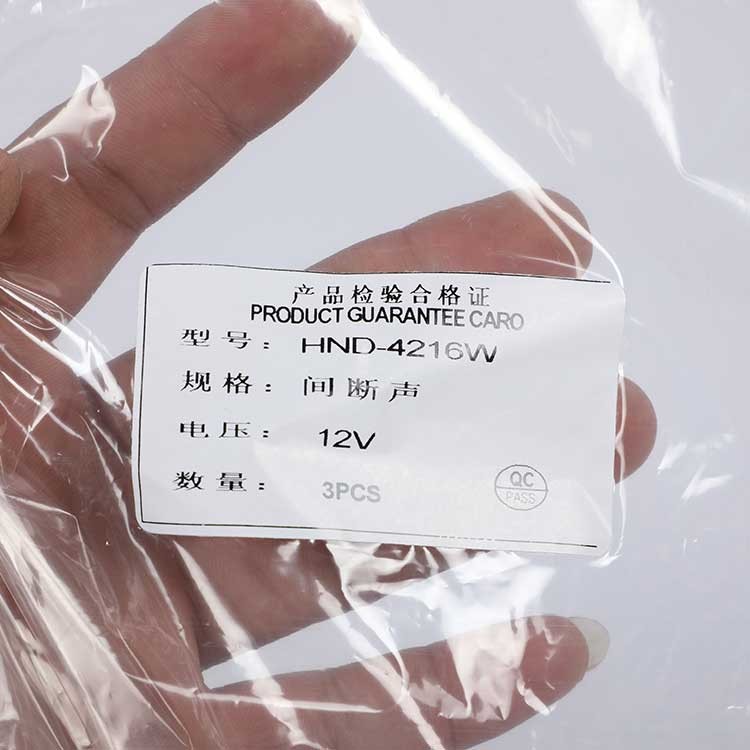 产品检验合格证
PRODUCT GUARANTEE CARO
型号： HND-4216W
规格： 间断声
电压： 12V
数量： 3PCS
QC
PASS